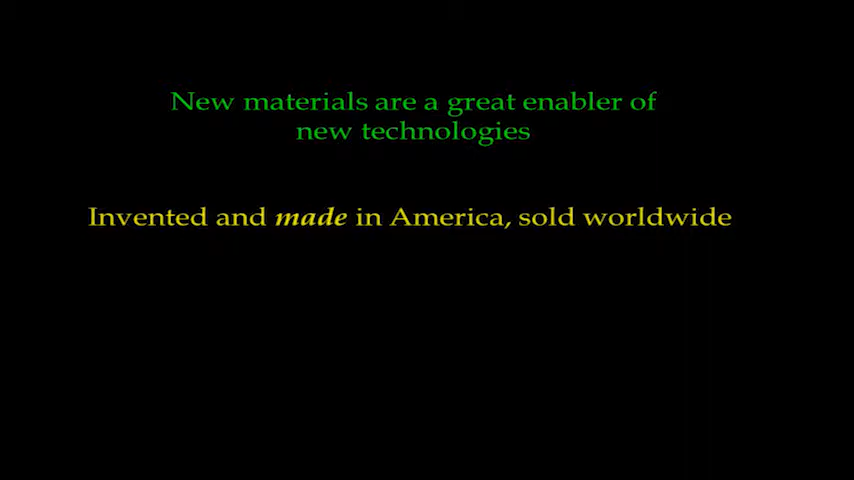 New materials are a great enabler of
new technologies
Invented and made in America, sold worldwide